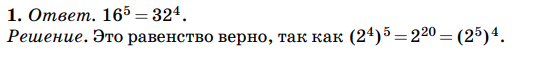 1. Ответ. 16⁵ = 32⁴.
Решение. Это равенство верно, так как (2⁴)⁵ = 2²⁰ = (2⁵)⁴.